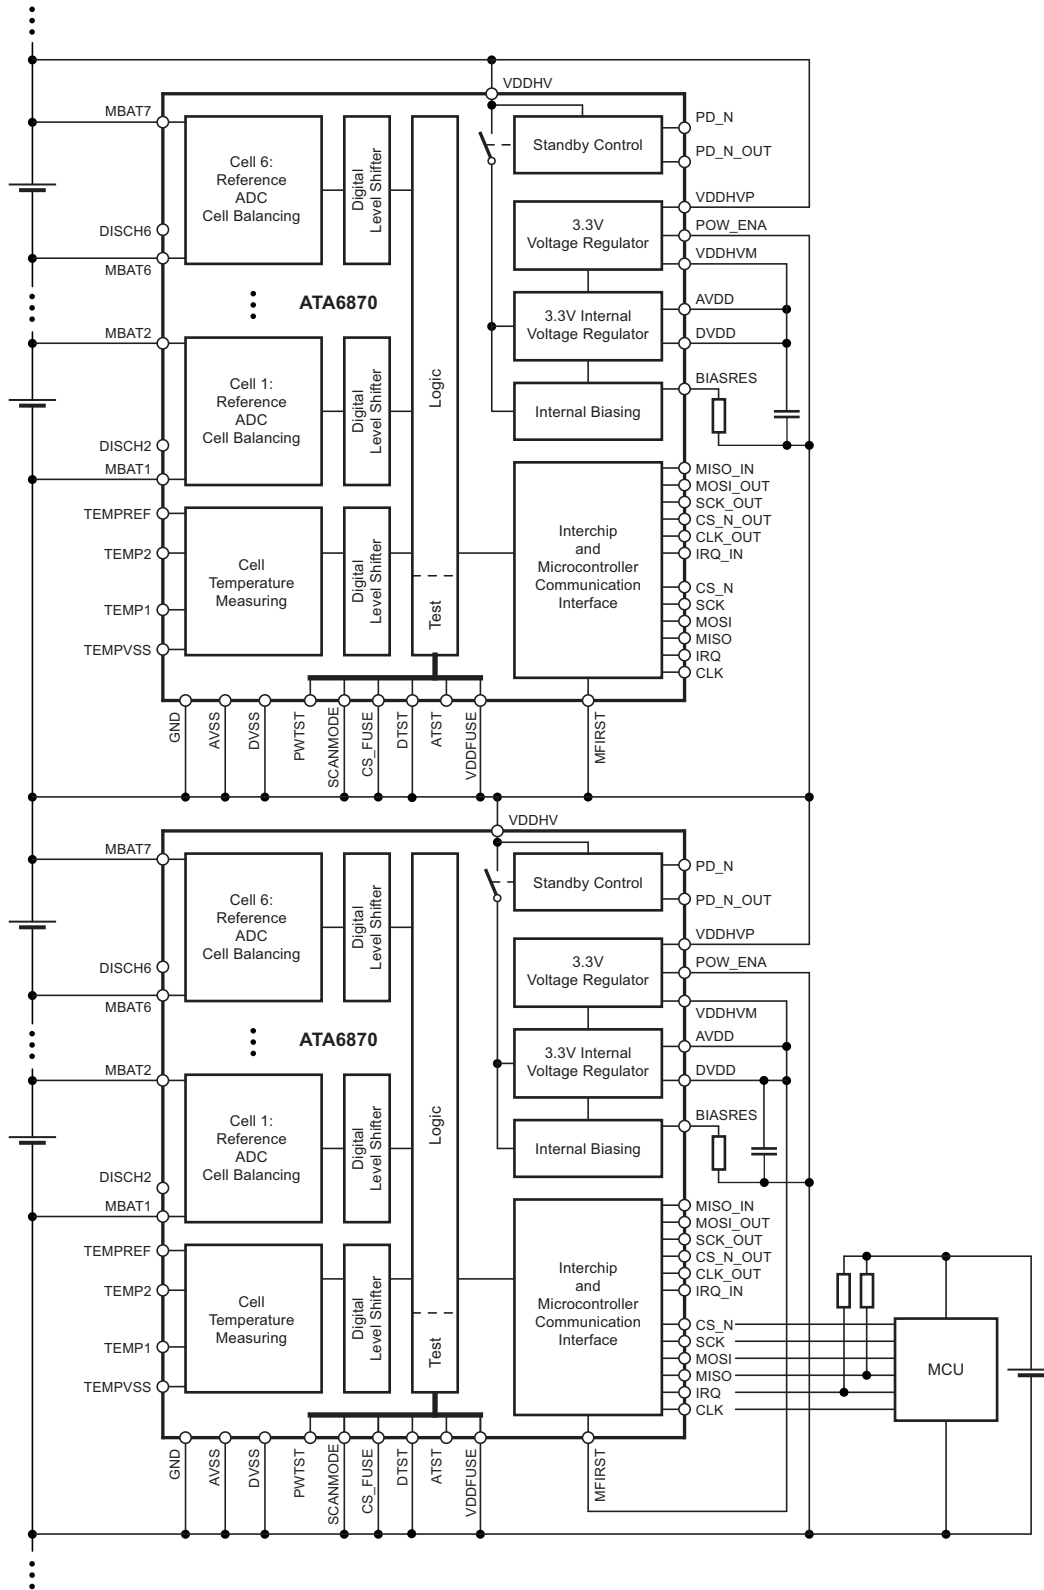 VDDHV
MBAT7
PD_N
Cell 6:
Reference
ADC
Cell Balancing
Digital
Level Shifter
Standby Control
PD_N_OUT
VDDHVP
DISCH6
3.3V
Voltage Regulator
POW_ENA
MBAT6
VDDHVM
ATA6870
AVDD
3.3V Internal
Voltage Regulator
MBAT2
DVDD
Cell 1:
Reference
ADC
Cell Balancing
Digital
Level Shifter
Logic
BIASRES
Internal Biasing
DISCH2
MBAT1
MISO_IN
MOSI_OUT
SCK_OUT
CS_N_OUT
CLK_OUT
IRQ_IN
TEMPREF
TEMP2
Cell
Temperature
Measuring
Digital
Level Shifter
Interchip
and
Microcontroller
Communication
Interface
CS_N
SCK
MOSI
MISO
IRQ
CLK
TEMP1
Test
TEMPVSS
GND
AVSS
DVSS
PWTST
SCANMODE
CS_FUSE
DTST
ATST
VDDFUSE
MFIRST
VDDHV
MBAT7
PD_N
Cell 6:
Reference
ADC
Cell Balancing
Digital
Level Shifter
Standby Control
PD_N_OUT
VDDHVP
DISCH6
3.3V
Voltage Regulator
POW_ENA
MBAT6
VDDHVM
ATA6870
AVDD
3.3V Internal
Voltage Regulator
MBAT2
DVDD
Cell 1:
Reference
ADC
Cell Balancing
Digital
Level Shifter
Logic
BIASRES
Internal Biasing
DISCH2
MBAT1
MISO_IN
MOSI_OUT
SCK_OUT
CS_N_OUT
CLK_OUT
IRQ_IN
TEMPREF
TEMP2
Cell
Temperature
Measuring
Digital
Level Shifter
Interchip
and
Microcontroller
Communication
Interface
CS_N
SCK
MOSI
MISO
IRQ
CLK
MCU
TEMP1
Test
TEMPVSS
GND
AVSS
DVSS
PWTST
SCANMODE
CS_FUSE
DTST
ATST
VDDFUSE
MFIRST